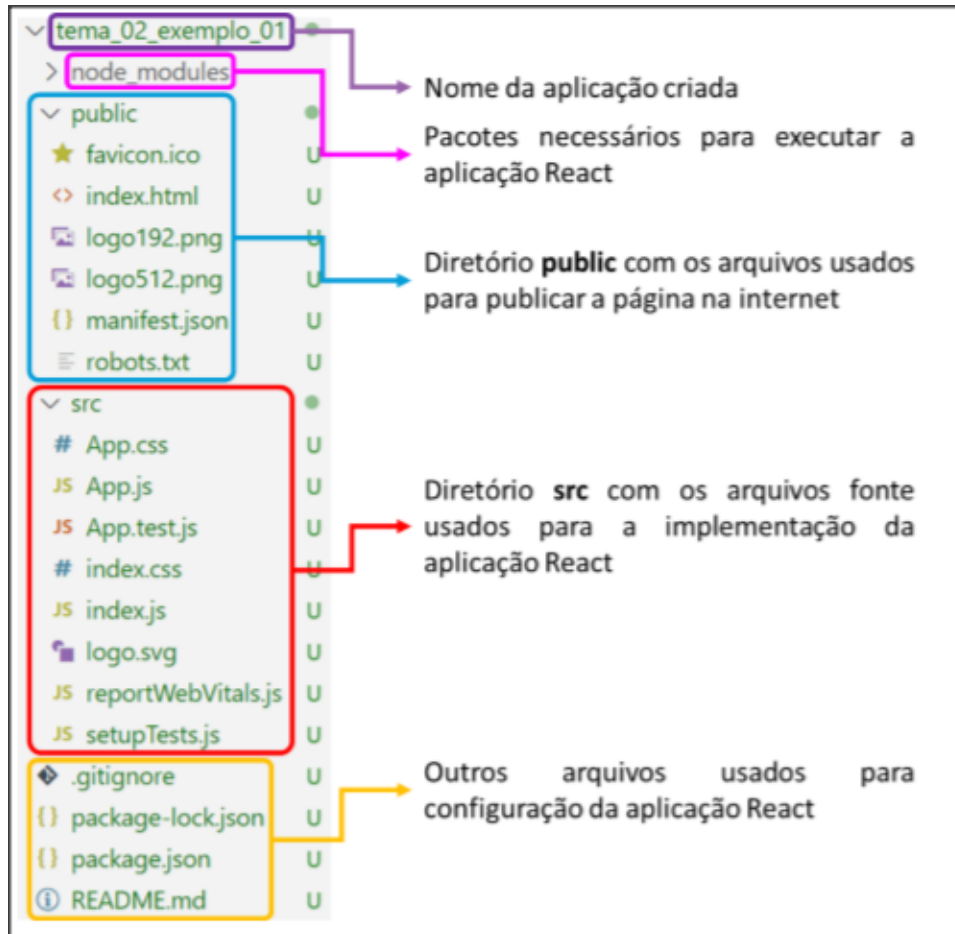 tema_02_exemplo_01
node_modules
Nome da aplicação criada
public
Pacotes necessários para executar a
aplicação React
favicon.ico U
index.html U
logo192.png U
logo512.png U
manifest.json U
robots.txt U
Diretório public com os arquivos usados
para publicar a página na internet
src
App.css U
App.js U
App.test.js U
index.css U
index.js U
logo.svg U
reportWebVitals.js U
setupTests.js U
Diretório src com os arquivos fonte
usados para a implementação da
aplicação React
.gitignore U
package-lock.json U
package.json U
README.md U
Outros arquivos usados para
configuração da aplicação React